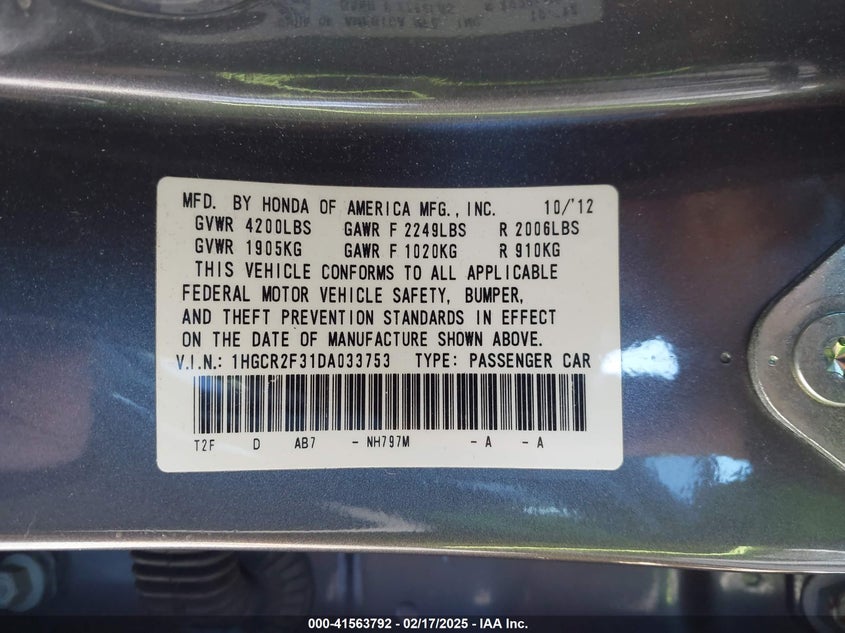 MFD. BY HONDA OF AMERICA MFG., INC. 10/'12
GVWR 4200LBS GAWR F 2249LBS R 2006LBS
GVWR 1905KG GAWR F 1020KG R 910KG
THIS VEHICLE CONFORMS TO ALL APPLICABLE
FEDERAL MOTOR VEHICLE SAFETY, BUMPER,
AND THEFT PREVENTION STANDARDS IN EFFECT
ON THE DATE OF MANUFACTURE SHOWN ABOVE.
V.I.N.: 1HGCR2F31DA033753 TYPE: PASSENGER CAR
T2F D AB7 - NH797M - A - A
000-41563792 - 02/17/2025 - IAA Inc.